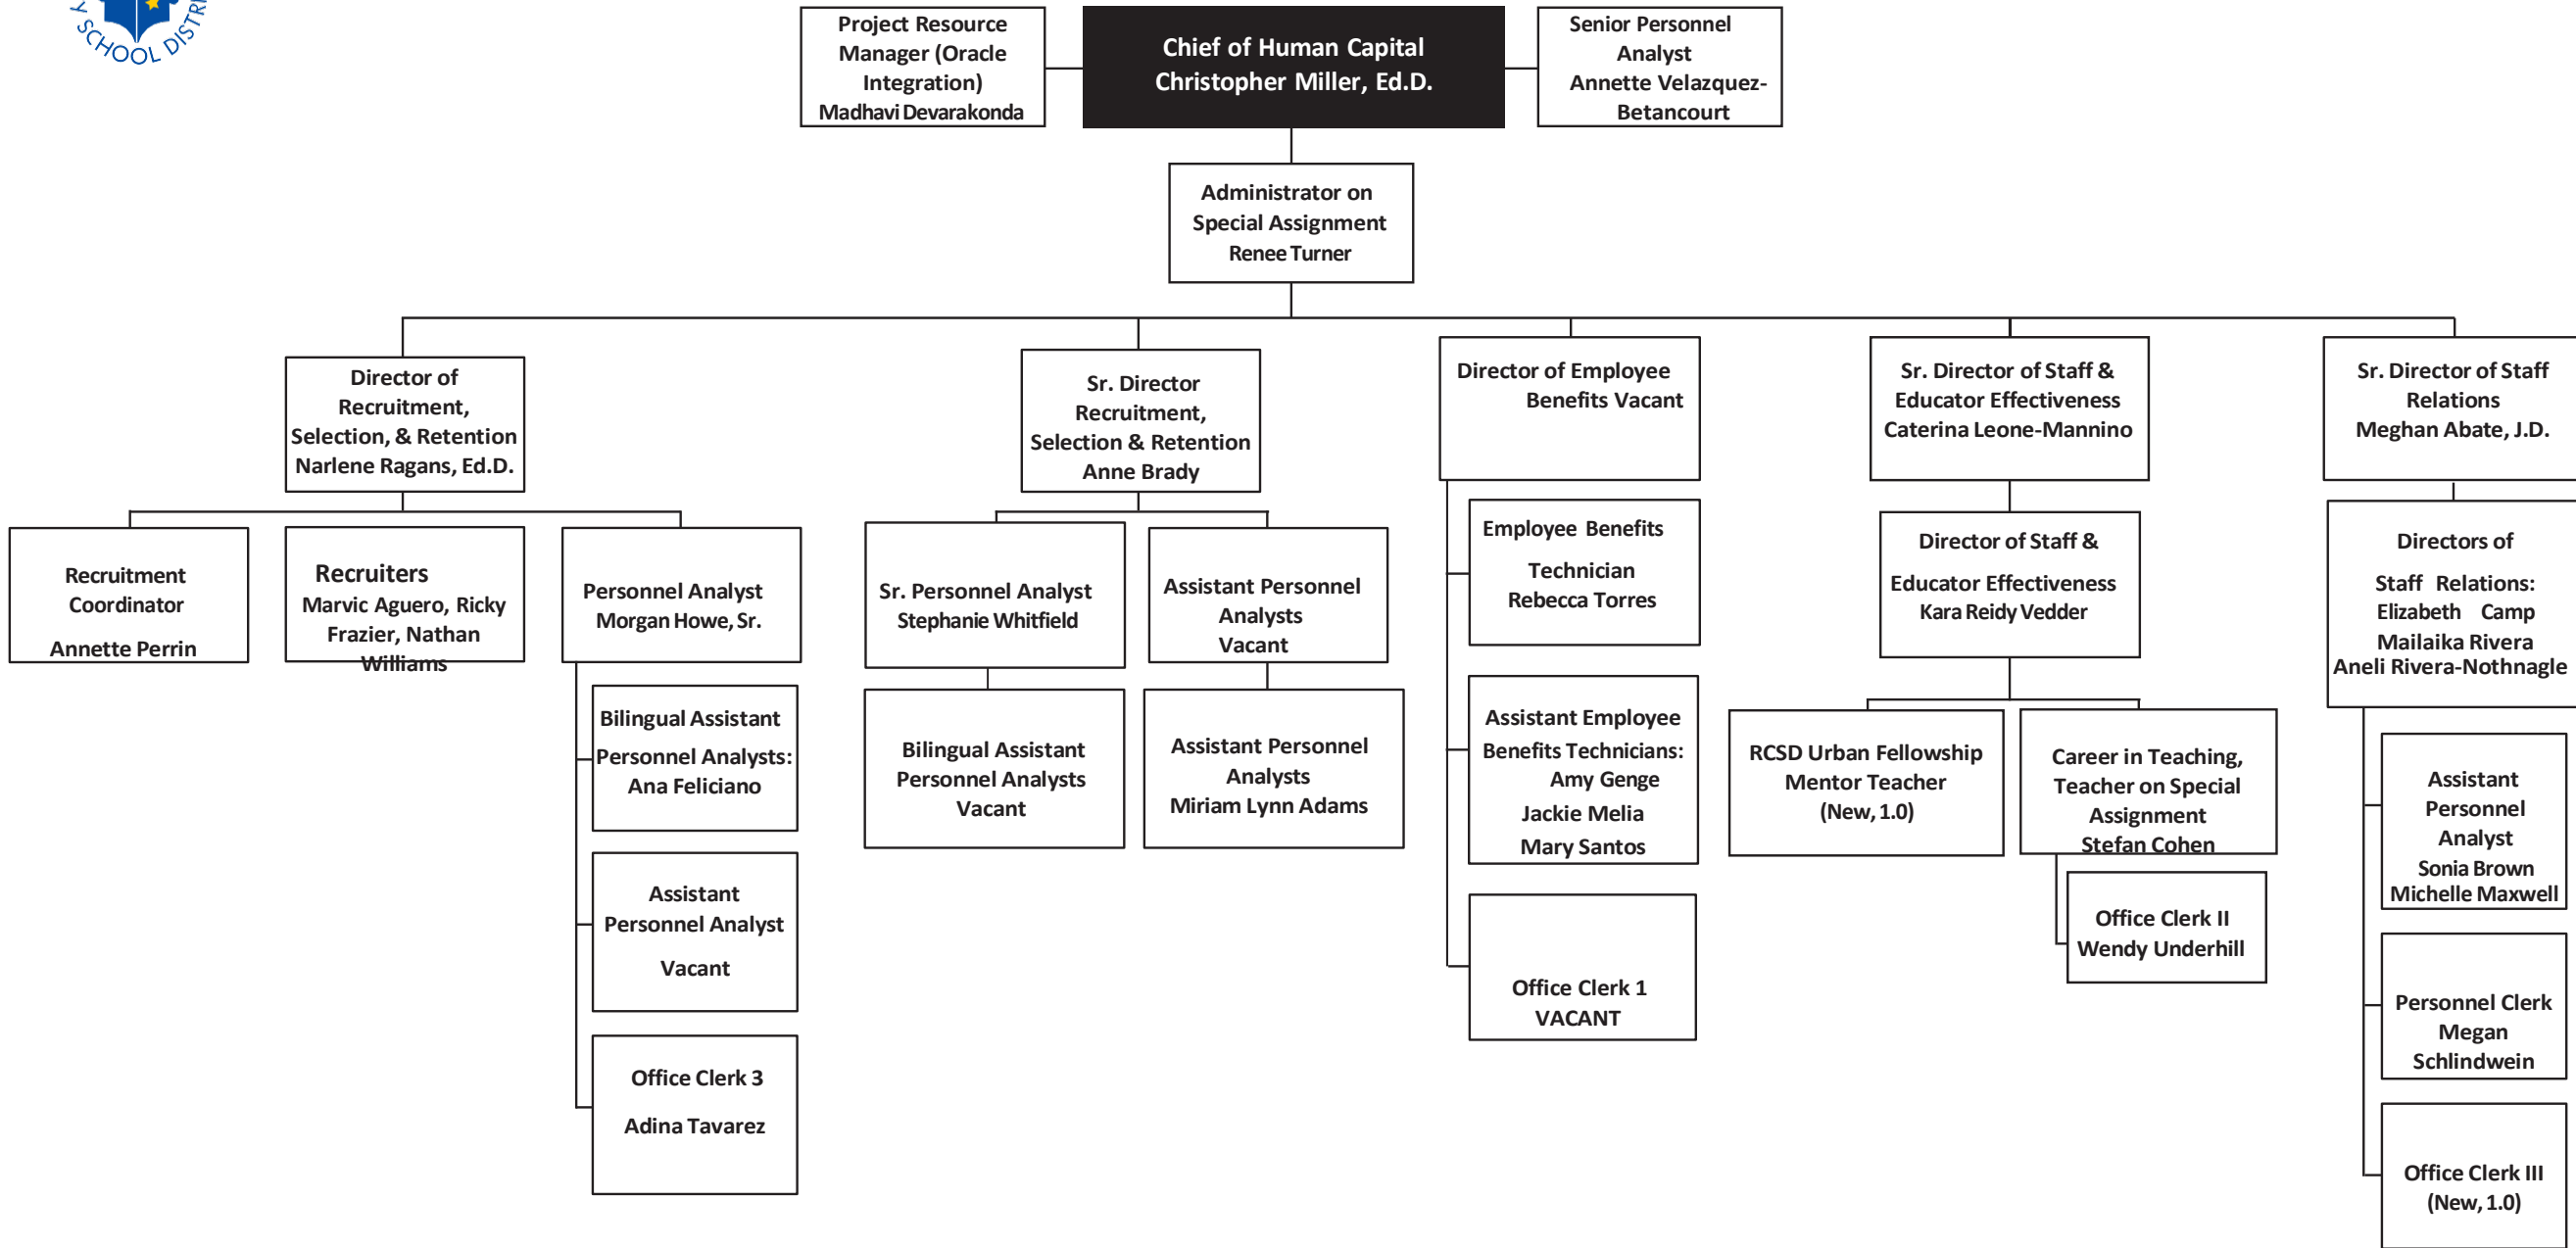 Y SCHOOL DISTRI
Project Resource
Manager (Oracle
Integration)
Madhavi Devarakonda
Chief of Human Capital
Christopher Miller, Ed.D.
Senior Personnel
Analyst
Annette Velazquez-
Betancourt
Administrator on
Special Assignment
Renee Turner
Director of
Recruitment,
Selection, & Retention
Narlene Ragans, Ed.D.
Sr. Director
Recruitment,
Selection & Retention
Anne Brady
Director of Employee
Benefits Vacant
Sr. Director of Staff &
Educator Effectiveness
Caterina Leone-Mannino
Sr. Director of Staff
Relations
Meghan Abate, J.D.
Recruitment
Coordinator
Annette Perrin
Recruiters
Marvic Aguero, Ricky
Frazier, Nathan
Williams
Personnel Analyst
Morgan Howe, Sr.
Bilingual Assistant
Personnel Analysts:
Ana Feliciano
Assistant
Personnel Analyst
Vacant
Office Clerk 3
Adina Tavarez
Sr. Personnel Analyst
Stephanie Whitfield
Bilingual Assistant
Personnel Analysts
Vacant
Assistant Personnel
Analysts
Vacant
Assistant Personnel
Analysts
Miriam Lynn Adams
Employee Benefits
Technician
Rebecca Torres
Assistant Employee
Benefits Technicians:
Amy Genge
Jackie Melia
Mary Santos
Office Clerk 1
VACANT
Director of Staff &
Educator Effectiveness
Kara Reidy Vedder
RCSD Urban Fellowship
Mentor Teacher
(New, 1.0)
Career in Teaching,
Teacher on Special
Assignment
Stefan Cohen
Office Clerk II
Wendy Underhill
Directors of
Staff Relations:
Elizabeth Camp
Mailaika Rivera
Aneli Rivera-Nothnagle
Assistant
Personnel
Analyst
Sonia Brown
Michelle Maxwell
Personnel Clerk
Megan
Schlindwein
Office Clerk III
(New, 1.0)